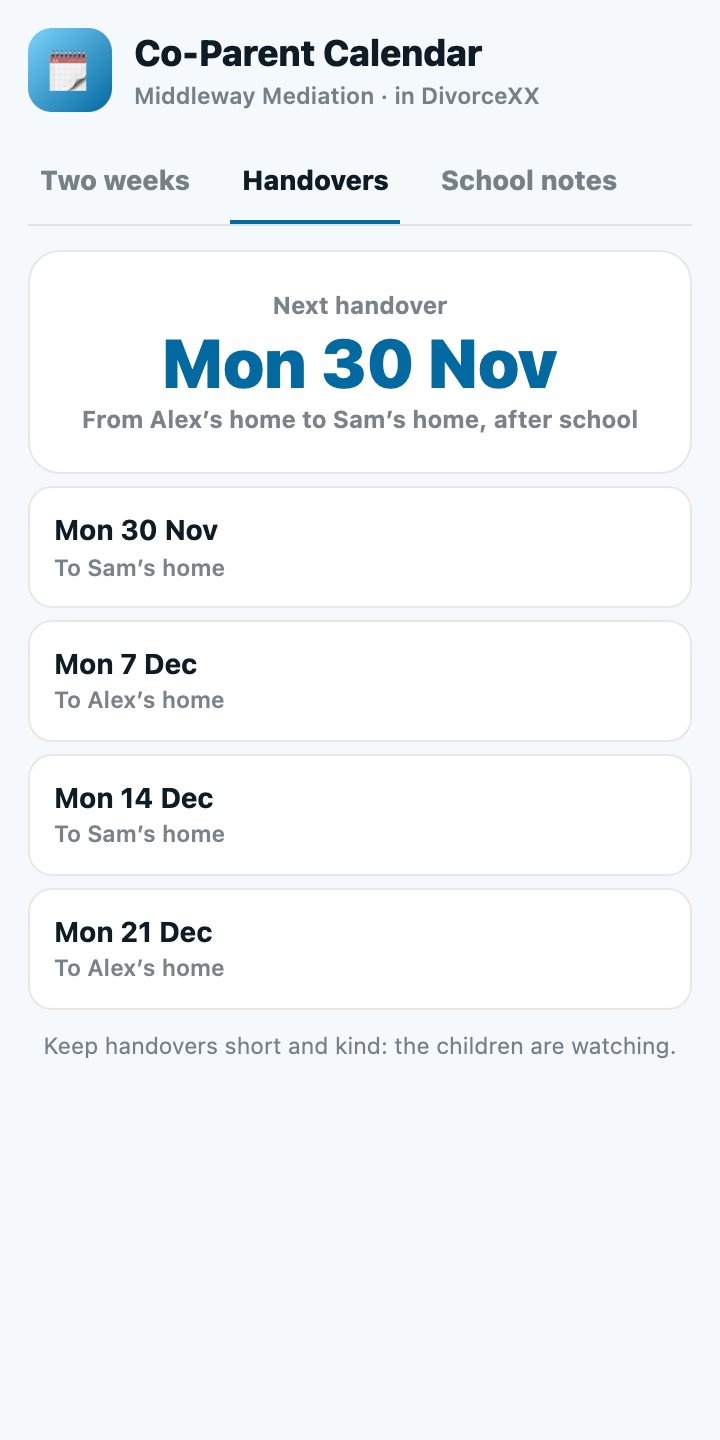 Co-Parent Calendar
Middleway Mediation · in DivorceXX
Two weeks Handovers School notes
Next handover
Mon 30 Nov
From Alex’s home to Sam’s home, after school
Mon 30 Nov
To Sam’s home
Mon 7 Dec
To Alex’s home
Mon 14 Dec
To Sam’s home
Mon 21 Dec
To Alex’s home
Keep handovers short and kind: the children are watching.